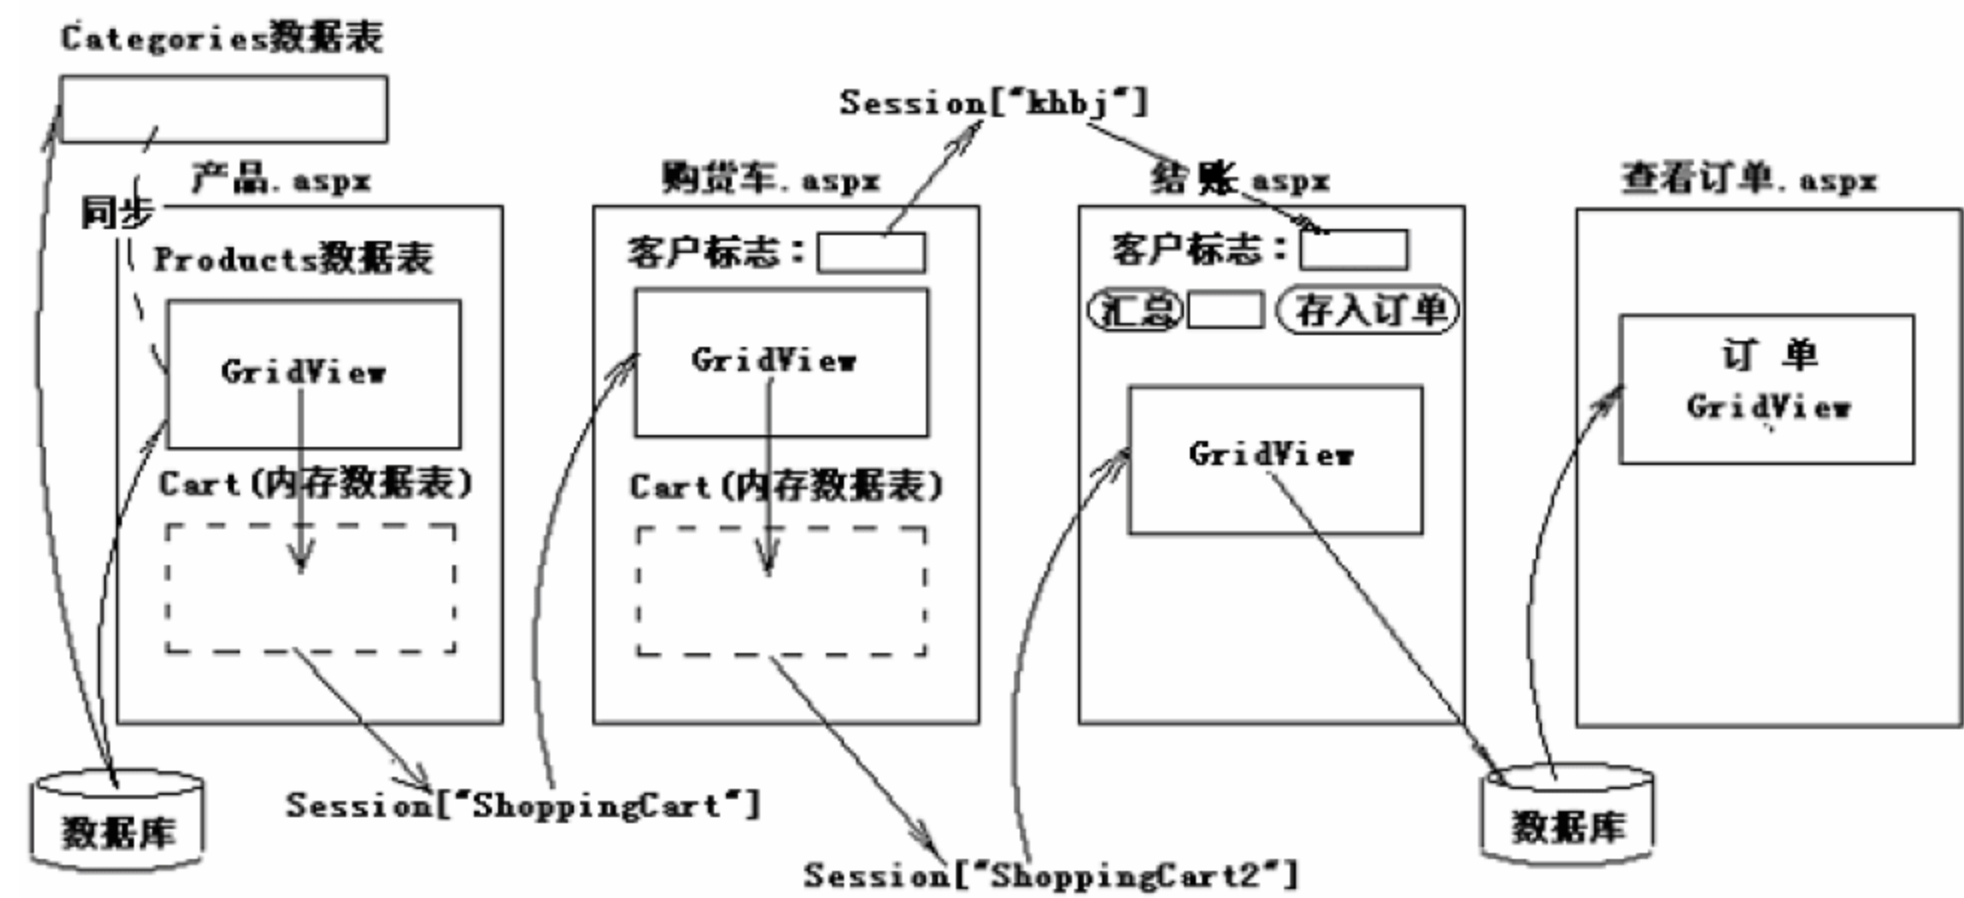 Categories数据表
Session["khbj"]
产品.aspx
购货车.aspx
结账.aspx
查看订单.aspx
同步
Products数据表
GridView
Cart(内存数据表)
客户标志：
GridView
Cart(内存数据表)
客户标志：
汇总
存入订单
GridView
订 单
GridView
数据库
Session["ShoppingCart"]
Session["ShoppingCart2"]
数据库